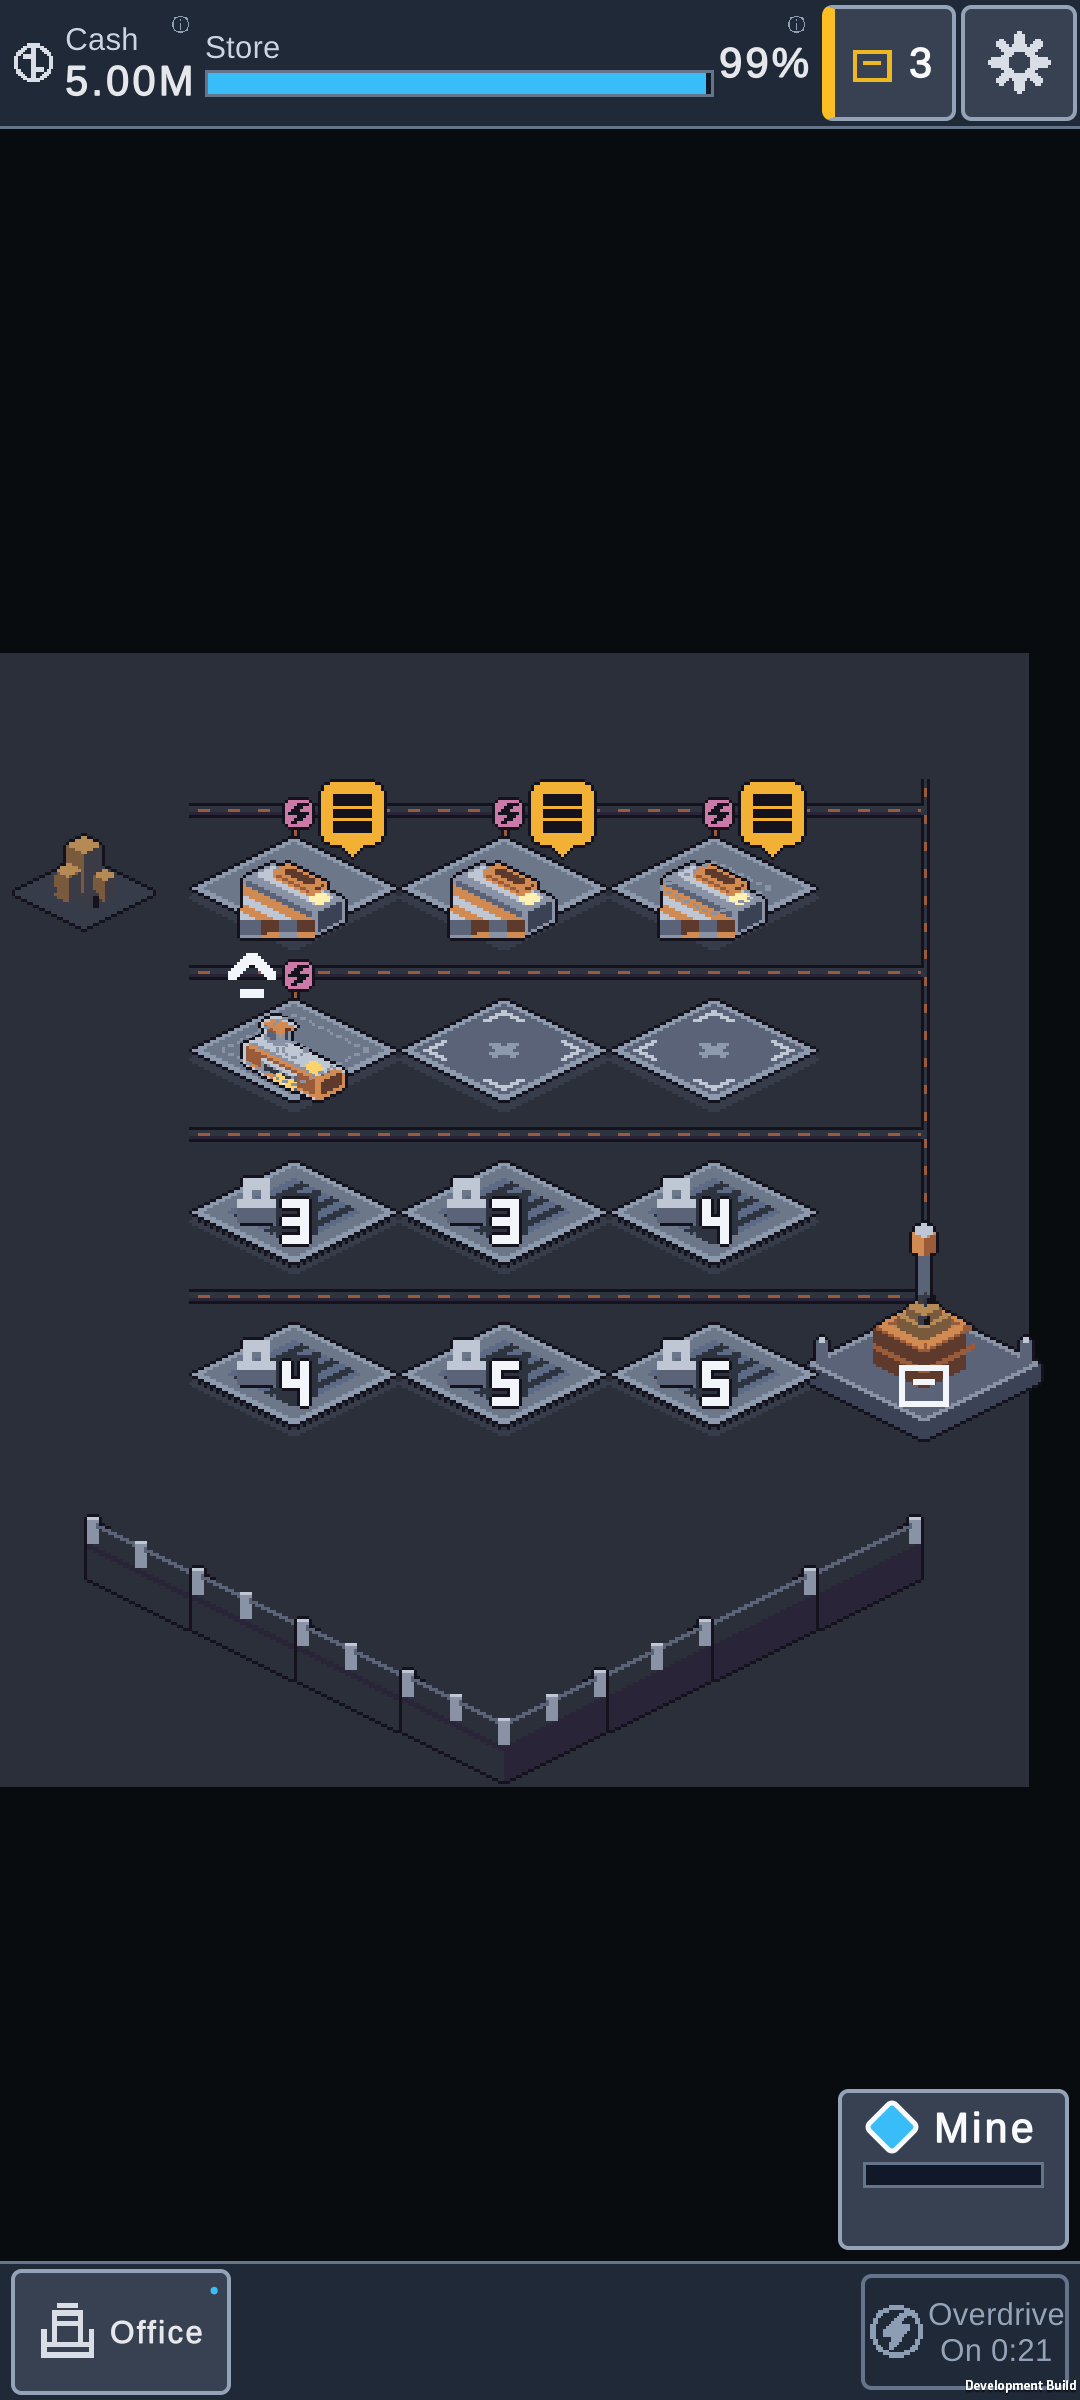 Cash
5.00M
Store
99%
3
3 3 4
4 5 5
Mine
Office
Overdrive
On 0:21
Development Build